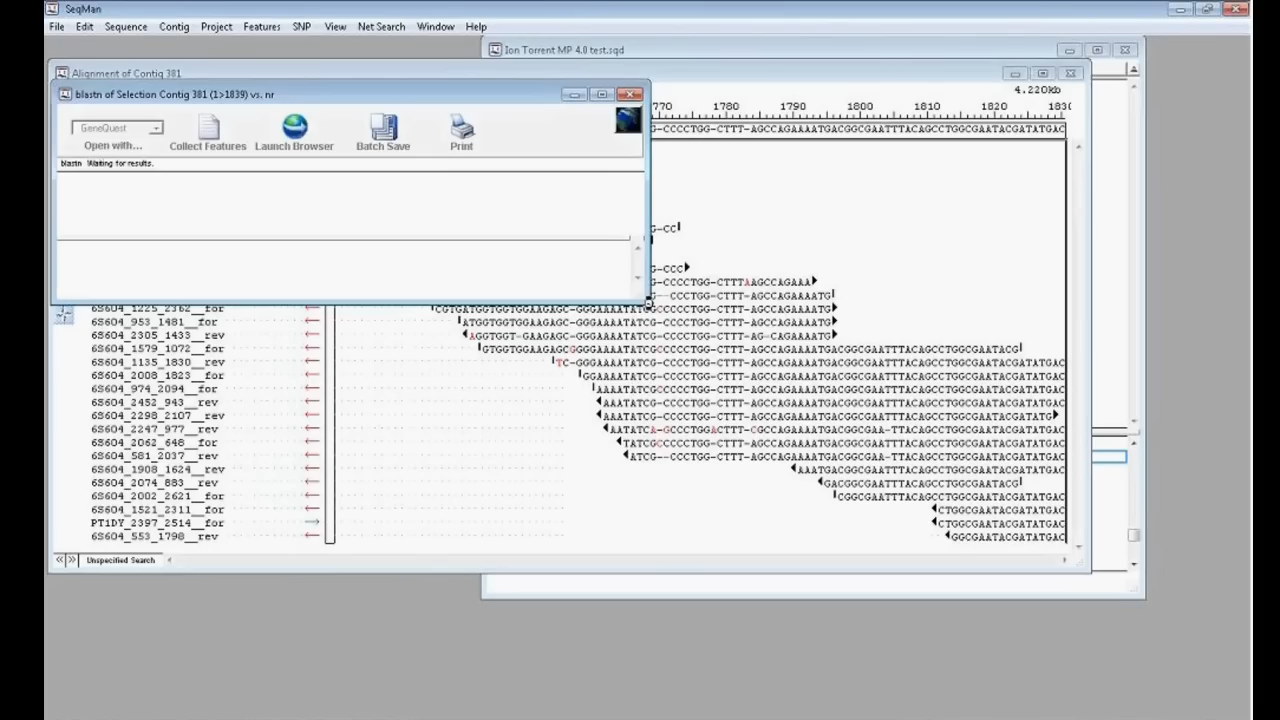 SeqMan
File Edit Sequence Contig Project Features SNP View Net Search Window Help
Ion Torrent MP 4.0 test.sqd
Alignment of Contig 381
4.220kb
blastn of Selection Contig 381 (1>1839) vs. nr
770 1780 1790 1800 1810 1820
GeneQuest
Open with... Collect Features Launch Browser Batch Save Print
G-CCCCTGG-CTTT-AGCCAGAAAATGACGGCGAATTTACAGCCTGGCGAATACGATATGAC
blastn Waiting for results.
G-CC
G-CCC
G-CCCCTGG-CTTTAAGCCAGAAA
G--CCCCTGG-CTTT-AGCCAGAAAATG
6S604_1225_2362__for CGTGATGGTGGTGGAAGAGC-GGGAAAATATCGCCCCCTGG-CTTT-AGCCAGAAAATG
6S604_953_1481__for ATGGTGGTGGAAGAGC-GGGAAAATATCG-CCCCTGG-CTTT-AGCCAGAAAATG
6S604_2305_1433__rev AGGTGGT-GAAGAGC-GGGAAAATATCG-CCCCTGG-CTTT-AG-CAGAAAATG
6S604_1579_1072__for GTGGTGGAAGAGCGGGGAAAATATCGCCCCCTGG-CTTT-AGCCAGAAAATGACGGCGAATTTACAGCCTGGCGAATACG
6S604_1135_1830__rev TC-GGGAAAATATCG-CCCCTGG-CTTT-AGCCAGAAAATGACGGCGAATTTACAGCCTGGCGAATACGATATGAC
6S604_2008_1823__for GGAAAATATCG-CCCCTGG-CTTT-AGCCAGAAAATGACGGCGAATTTACAGCCTGGCGAATACGATATGAC
6S604_974_2094__for AAAATATCGCCCCCTGG-CTTT-AGCCAGAAAATGACGGCGAATTTACAGCCTGGCGAATACGATATGAC
6S604_2452_943__rev AAATATCG-CCCCTGG-CTTT-AGCCAGAAAATGACGGCGAATTTACAGCCTGGCGAATACGATATGAC
6S604_2298_2107__rev AAATATCG-CCCCTGG-CTTT-AGCCAGAAAATGACGGCGAATTTACAGCCTGGCGAATACGATATG
6S604_2247_977__rev AATATCA-GCCCTGGACTTT-CGCCAGAAAATGACGGCGAA-TTACAGCCTGGCGAATACGATATGAC
6S604_2062_648__for TATCGCCCCCTGG-CTTT-AGCCAGAAAATGACGGCGAATTTACAGCCTGGCGAATACGATATGAC
6S604_581_2037__rev ATCG--CCCTGG-CTTT-AGCCAGAAAATGACGGCGAA-TTACAGCCTGGCGAATACGATATGAC
6S604_1908_1624__rev AAATGACGGCGAATTTACAGCCTGGCGAATACGATATGAC
6S604_2074_883__rev GACGGCGAATTTACAGCCTGGCGAATACG
6S604_2002_2621__for CGGCGAATTTACAGCCTGGCGAATACGATATGAC
6S604_1521_2311__rev CTGGCGAATACGATATGAC
PT1DY_2397_2514__for CTGGCGAATACGATATGAC
6S604_553_1798__rev GGCGAATACGATATGAC
Unspecified Search